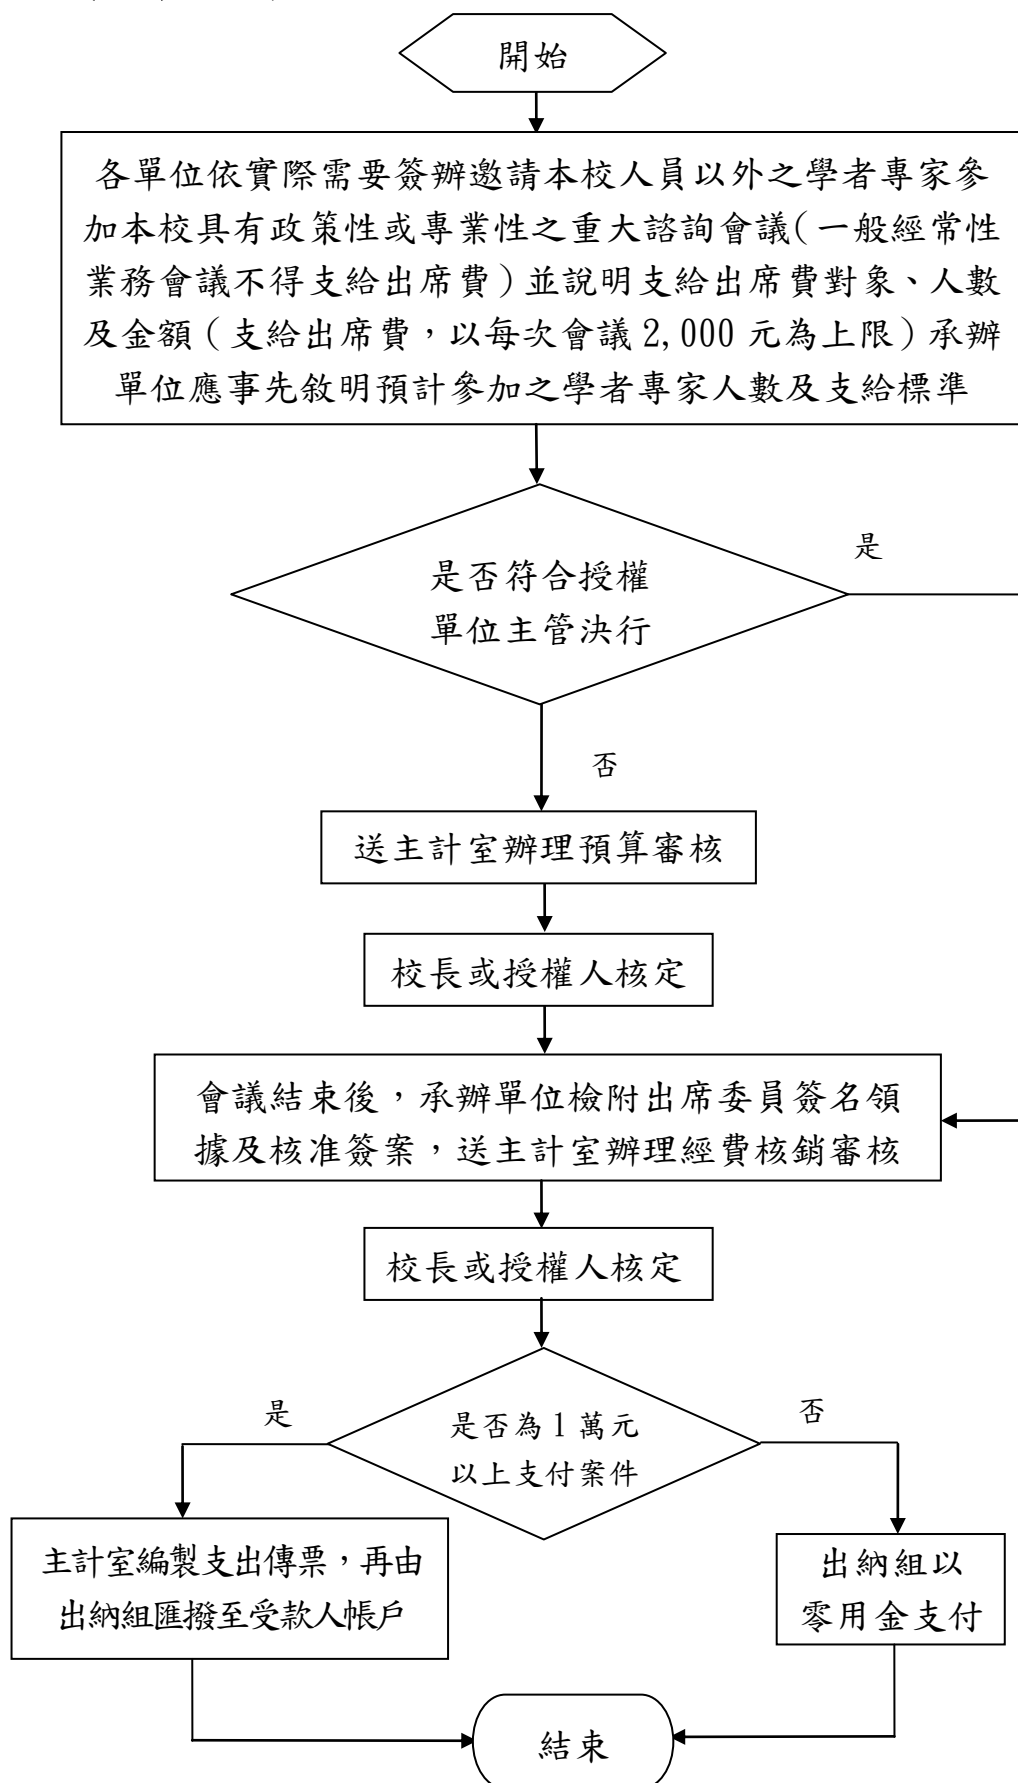 開始
各單位依實際需要簽辦邀請本校人員以外之學者專家參
加本校具有政策性或專業性之重大諮詢會議(一般經常性
業務會議不得支給出席費)並說明支給出席費對象、人數
及金額(支給出席費，以每次會議2,000元為上限)承辦
單位應事先敘明預計參加之學者專家人數及支給標準
是否符合授權
單位主管決行
是
否
送主計室辦理預算審核
校長或授權人核定
會議結束後，承辦單位檢附出席委員簽名領
據及核准簽案，送主計室辦理經費核銷審核
校長或授權人核定
是否為1萬元
以上支付案件
是
否
主計室編製支出傳票，再由
出納組匯撥至受款人帳戶
出納組以
零用金支付
結束